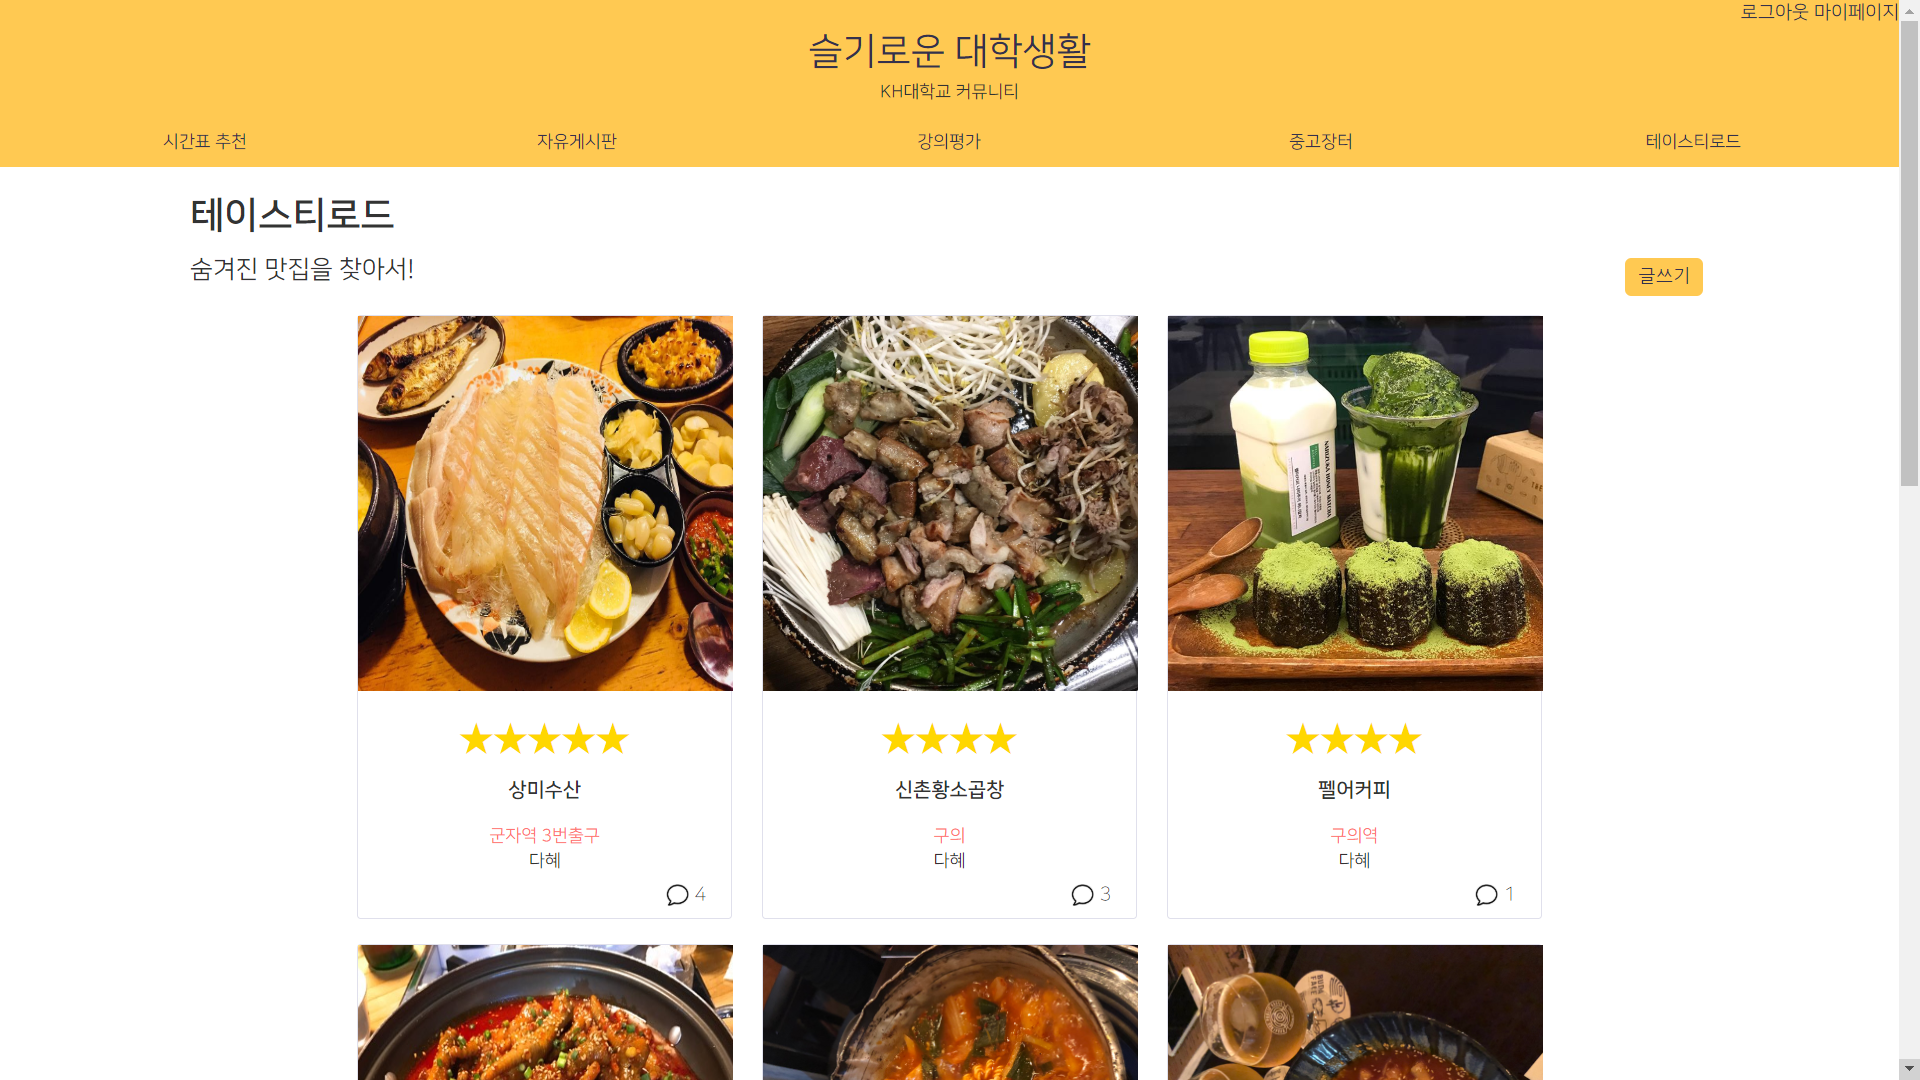 로그아웃 마이페이지
슬기로운 대학생활
KH대학교 커뮤니티
시간표 추천 자유게시판 강의평가 중고장터 테이스티로드
테이스티로드
숨겨진 맛집을 찾아서!
글쓰기
★★★★★ ★★★★ ★★★★
상미수산 신촌황소곱창 펠어커피
군자역 3번출구 구의 구의역
다혜 다혜 다혜
4 3 1